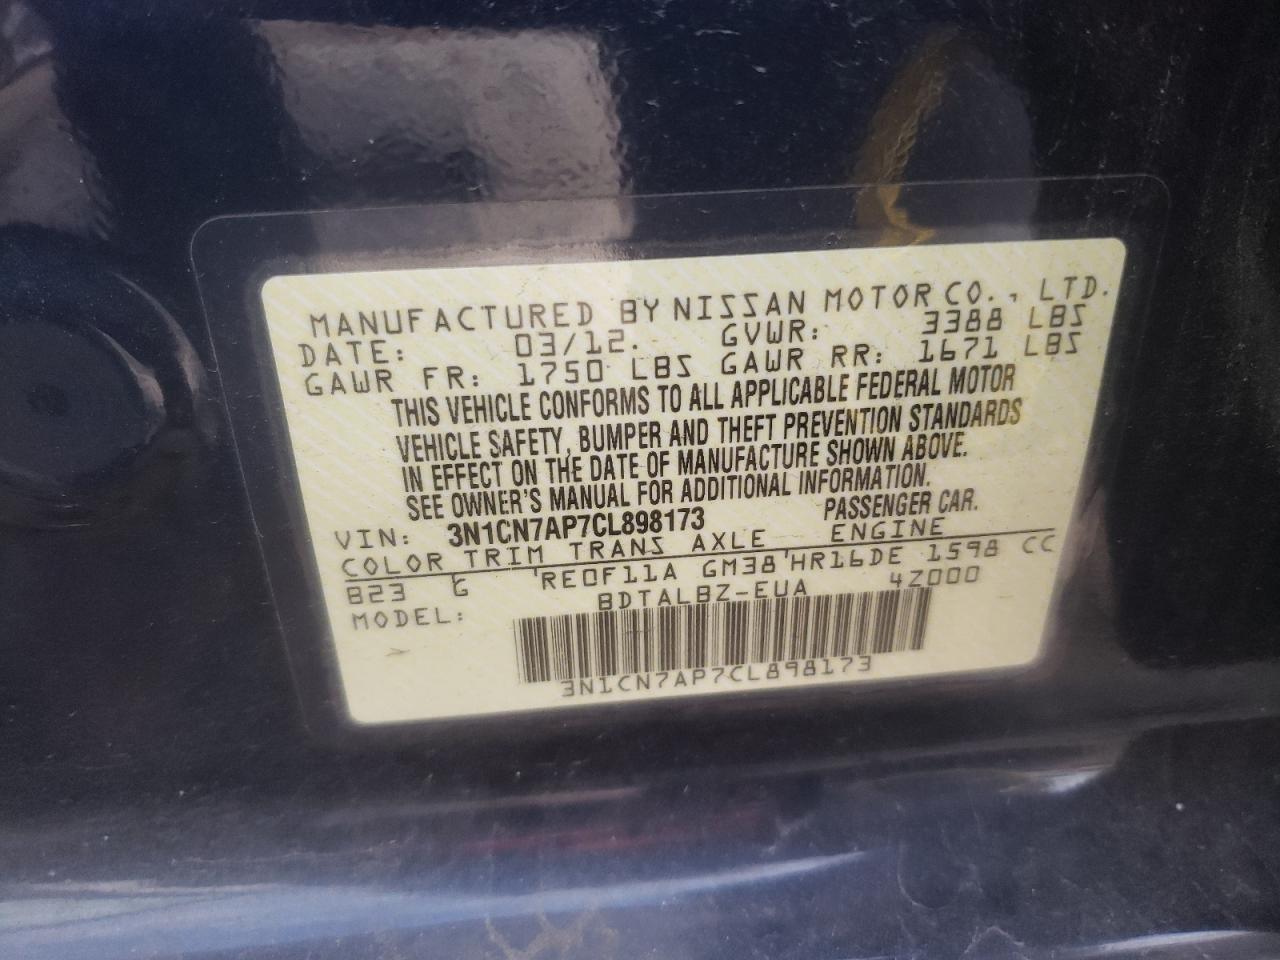 MANUFACTURED BY NISSAN MOTOR CO., LTD.
DATE: 03/12. GVWR: 3388 LBS
GAWR FR: 1750 LBS GAWR RR: 1671 LBS
THIS VEHICLE CONFORMS TO ALL APPLICABLE FEDERAL MOTOR
VEHICLE SAFETY, BUMPER AND THEFT PREVENTION STANDARDS
IN EFFECT ON THE DATE OF MANUFACTURE SHOWN ABOVE.
SEE OWNER'S MANUAL FOR ADDITIONAL INFORMATION.
VIN: 3N1CN7AP7CL898173 PASSENGER CAR.
COLOR TRIM TRANS AXLE ENGINE
B23 G RE0F11A GM38 HR16DE 1598 CC
MODEL: BDTALBZ-EUA 4Z000
3N1CN7AP7CL898173